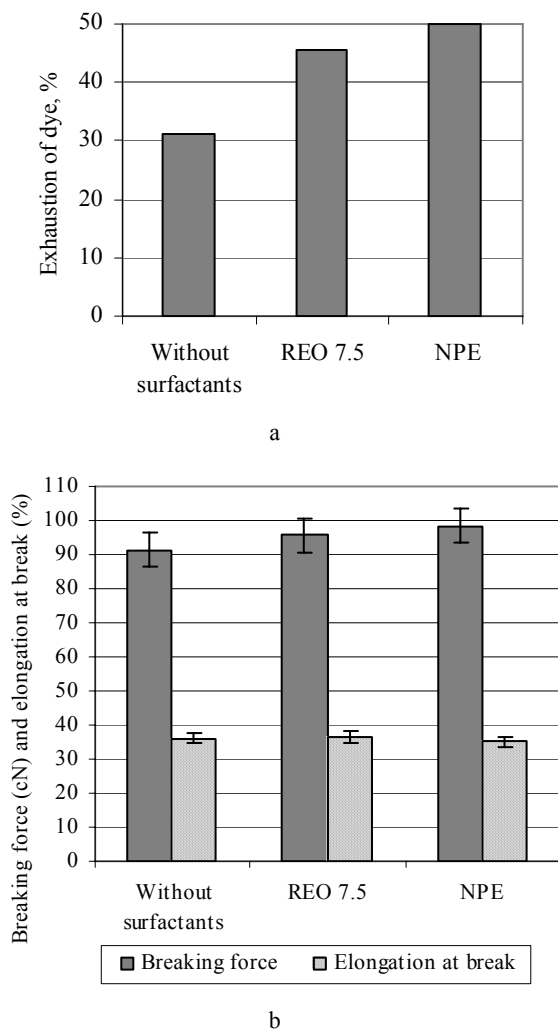 Exhaustion of dye, %
50
40
30
20
10
0
Without
surfactants
REO 7.5
NPE
a
Breaking force (cN) and elongation at break (%)
110
100
90
80
70
60
50
40
30
20
10
0
Without
surfactants
REO 7.5
NPE
Breaking force
Elongation at break
b